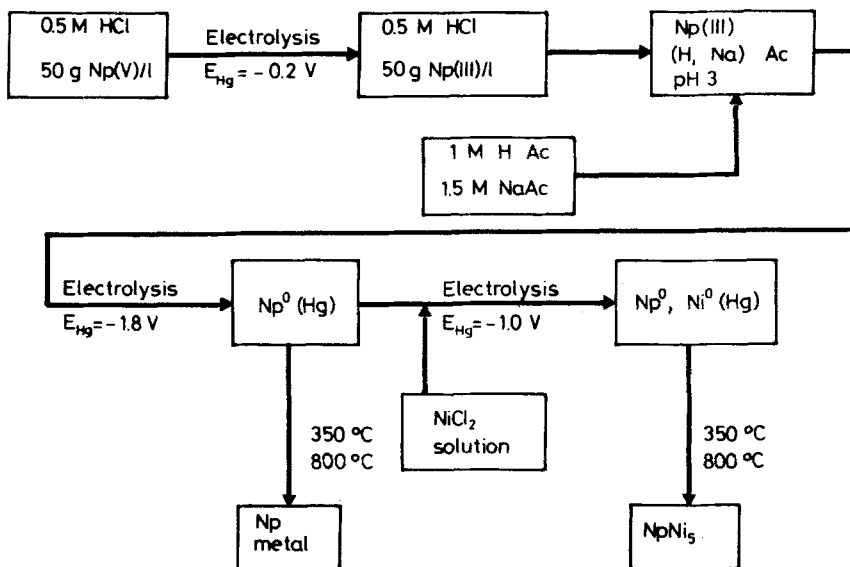 0.5 M HCl
50 g Np(V)/l
Electrolysis
E_Hg = - 0.2 V
0.5 M HCl
50 g Np(III)/l
Np(III)
(H, Na) Ac
pH 3
1 M H Ac
1.5 M NaAc
Electrolysis
E_Hg = - 1.8 V
Np⁰ (Hg)
Electrolysis
E_Hg = - 1.0 V
Np⁰, Ni⁰ (Hg)
NiCl₂
solution
350 °C
800 °C
350 °C
800 °C
Np
metal
NpNi₅